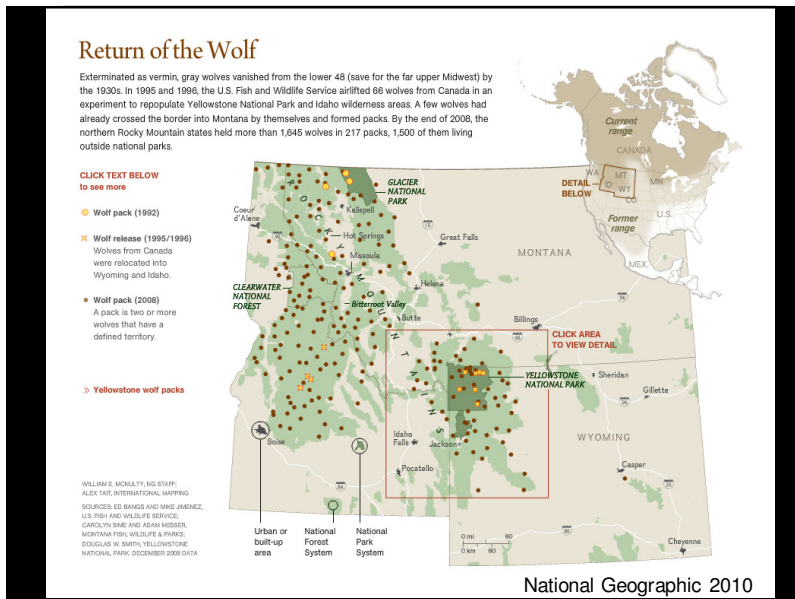 Return of the Wolf
Exterminated as vermin, gray wolves vanished from the lower 48 (save for the far upper Midwest) by
the 1930s. In 1995 and 1996, the U.S. Fish and Wildlife Service airlifted 66 wolves from Canada in an
experiment to repopulate Yellowstone National Park and Idaho wilderness areas. A few wolves had
already crossed the border into Montana by themselves and formed packs. By the end of 2008, the
northern Rocky Mountain states held more than 1,645 wolves in 217 packs, 1,500 of them living
outside national parks.
Current
range
CANADA
WA
MT
ID
WY
MN
CO
U.S.
DETAIL
BELOW
Former
range
MEX.
CLICK TEXT BELOW
to see more
Wolf pack (1992)
Wolf release (1995/1996)
Wolves from Canada
were relocated into
Wyoming and Idaho.
Wolf pack (2008)
A pack is two or more
wolves that have a
defined territory.
» Yellowstone wolf packs
GLACIER
NATIONAL
PARK
Coeur
d'Alene
Kalispell
Hot Springs
Missoula
Great Falls
MONTANA
Helena
CLEARWATER
NATIONAL
FOREST
Bitterroot Valley
Butte
ROCKY MOUNTAINS
Billings
CLICK AREA
TO VIEW DETAIL
YELLOWSTONE
NATIONAL PARK
Sheridan
Gillette
WYOMING
Boise
Idaho
Falls
Jackson
Pocatello
Casper
Cheyenne
15
90
94
90
90
84
25
80
WILLIAM E. MCNULTY, NG STAFF;
ALEX TAIT, INTERNATIONAL MAPPING
SOURCES: ED BANGS AND MIKE JIMENEZ,
U.S. FISH AND WILDLIFE SERVICE;
CAROLYN SIME AND ADAM MESSER,
MONTANA FISH, WILDLIFE & PARKS;
DOUGLAS W. SMITH, YELLOWSTONE
NATIONAL PARK. DECEMBER 2008 DATA
Urban or
built-up
area
National
Forest
System
National
Park
System
0 mi 60
0 km 60
National Geographic 2010